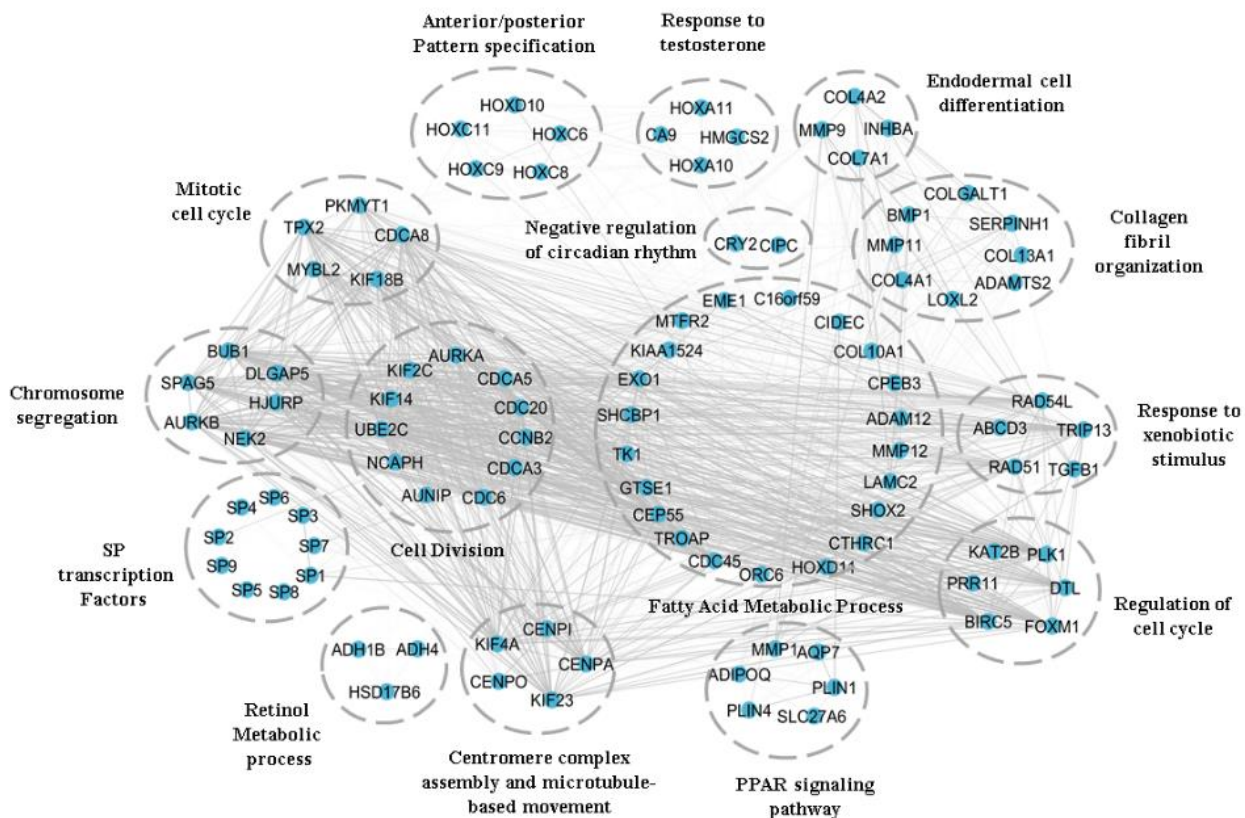 Anterior/posterior
Pattern specification
HOXD10
HOXC11
HOXC6
HOXC9
HOXC8
Response to
testosterone
HOXA11
CA9
HMGCS2
HOXA10
Endodermal cell
differentiation
COL4A2
MMP9
INHBA
COL7A1
Mitotic
cell cycle
PKMYT1
TPX2
CDCA8
MYBL2
KIF18B
Negative regulation
of circadian rhythm
CRY2
CIPC
Collagen
fibril
organization
COLGALT1
BMP1
SERPINH1
MMP11
COL13A1
COL4A1
ADAMTS2
LOXL2
Chromosome
segregation
BUB1
SPAG5
DLGAP5
HJURP
AURKB
NEK2
AURKA
KIF2C
CDCA5
KIF14
CDC20
UBE2C
CCNB2
NCAPH
CDCA3
AUNIP
CDC6
Cell Division
EME1
C16orf59
MTFR2
CIDEC
KIAA1524
COL10A1
EXO1
CPEB3
SHCBP1
ADAM12
TK1
MMP12
GTSE1
LAMC2
CEP55
SHOX2
TROAP
CTHRC1
CDC45
HOXD11
ORC6
Fatty Acid Metabolic Process
Response to
xenobiotic
stimulus
RAD54L
ABCD3
TRIP13
RAD51
TGFB1
SP
transcription
Factors
SP6
SP4
SP3
SP2
SP7
SP9
SP1
SP5
SP8
KAT2B
PLK1
PRR11
DTL
BIRC5
FOXM1
Regulation of
cell cycle
ADH1B
ADH4
HSD17B6
Retinol
Metabolic
process
CENPI
KIF4A
CENPA
CENPO
KIF23
Centromere complex
assembly and microtubule-
based movement
MMP1
AQP7
ADIPOQ
PLIN1
PLIN4
SLC27A6
PPAR signaling
pathway